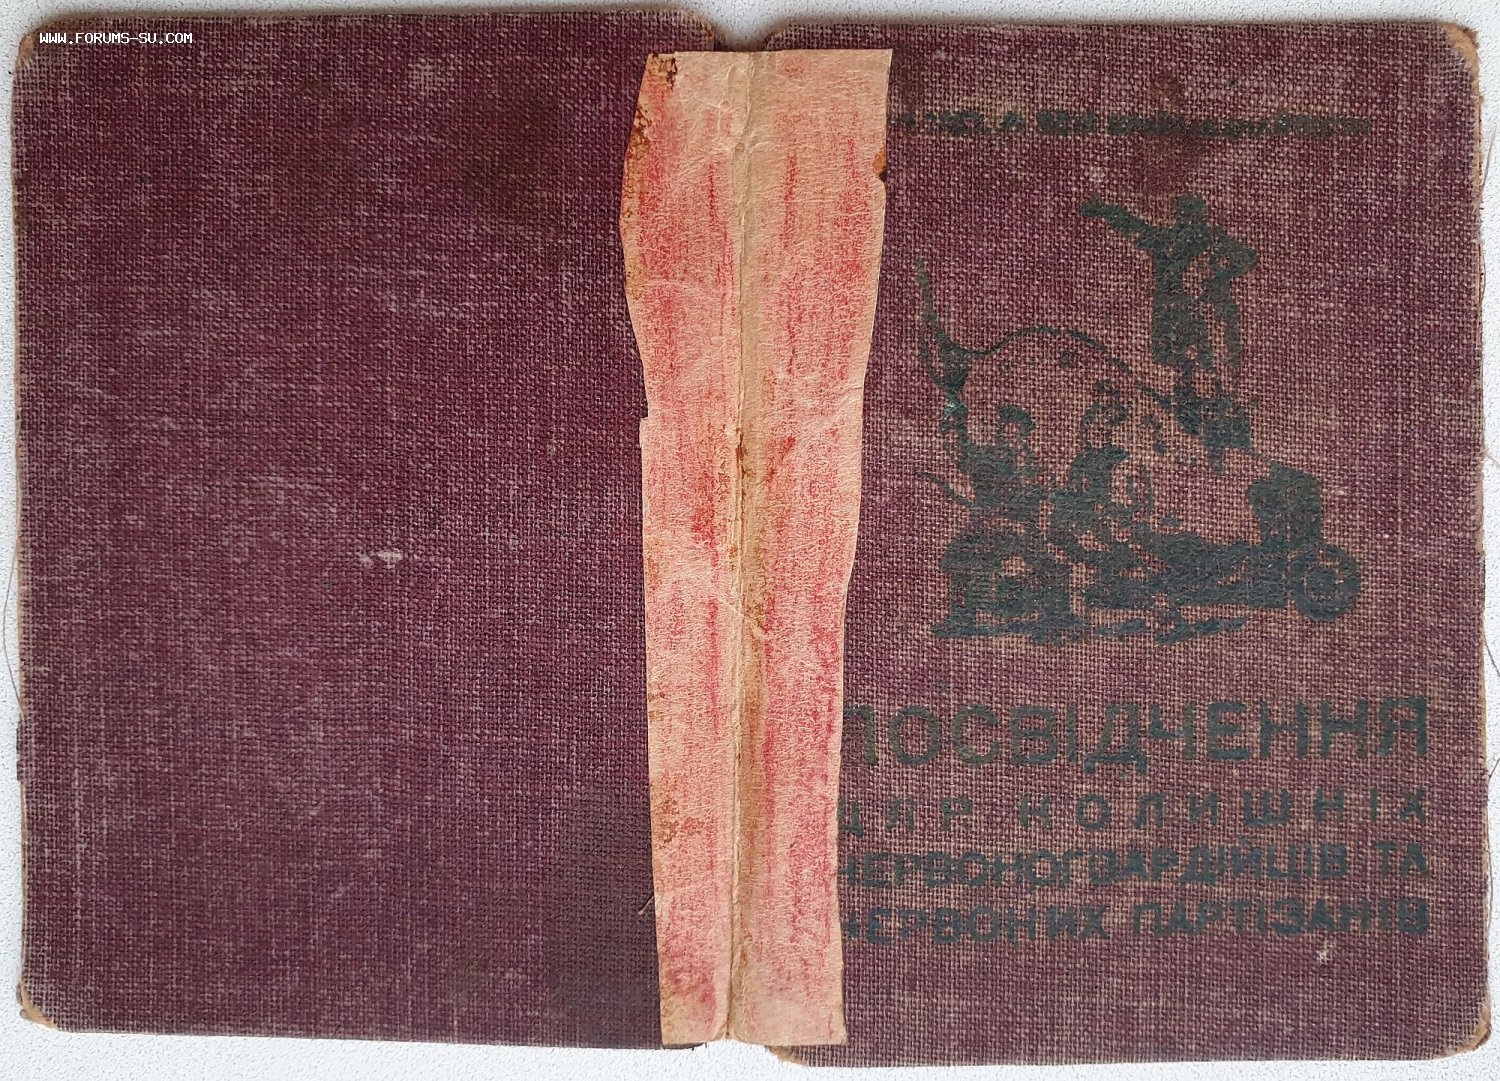 WWW.FORUMS-SU.COM
ПОСВІДЧЕННЯ
ДЛЯ КОЛИШНІХ
ЧЕРВОНОГВАРДІЙЦІВ ТА
ЧЕРВОНИХ ПАРТІЗАНІВ